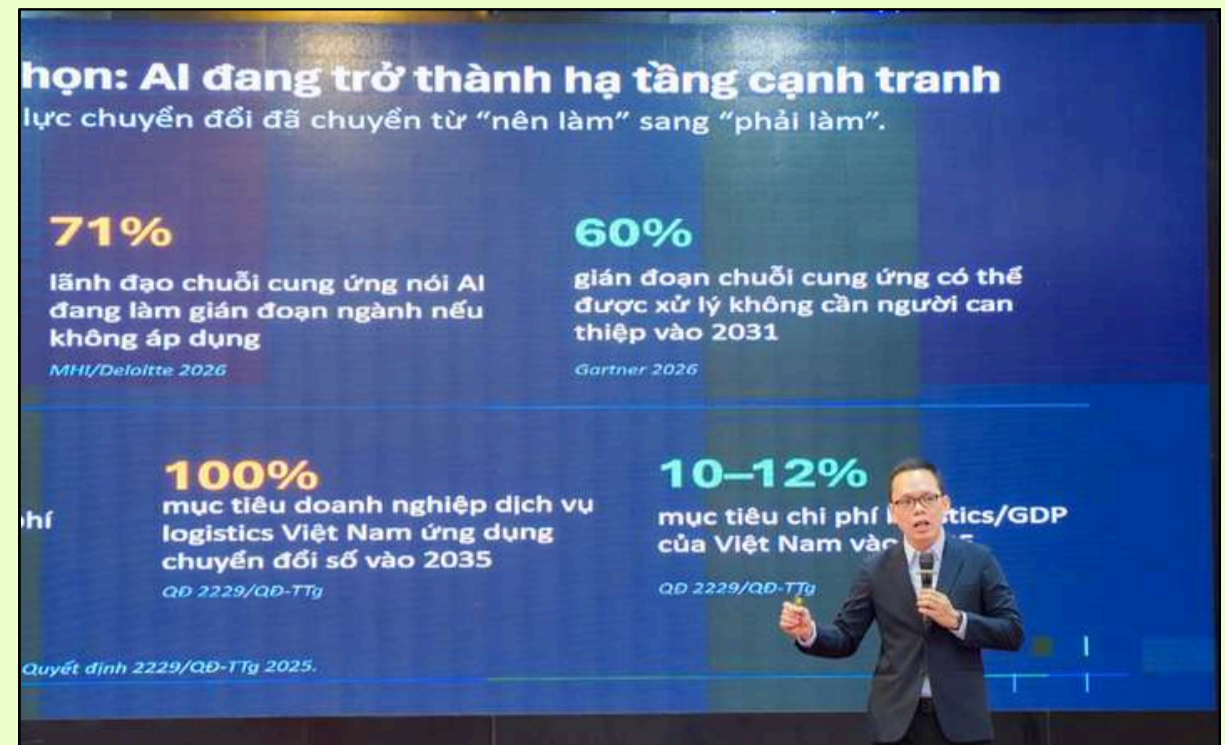 họn: AI đang trở thành hạ tầng cạnh tranh
lực chuyển đổi đã chuyển từ “nên làm” sang “phải làm”.
71%
lãnh đạo chuỗi cung ứng nói AI
đang làm gián đoạn ngành nếu
không áp dụng
MHI/Deloitte 2026
60%
gián đoạn chuỗi cung ứng có thể
được xử lý không cần người can
thiệp vào 2031
Gartner 2026
hí
100%
mục tiêu doanh nghiệp dịch vụ
logistics Việt Nam ứng dụng
chuyển đổi số vào 2035
QĐ 2229/QĐ-TTg
10–12%
mục tiêu chi phí tics/GDP
của Việt Nam
QĐ 2229/QĐ-TTg
Quyết định 2229/QĐ-TTg 2025.